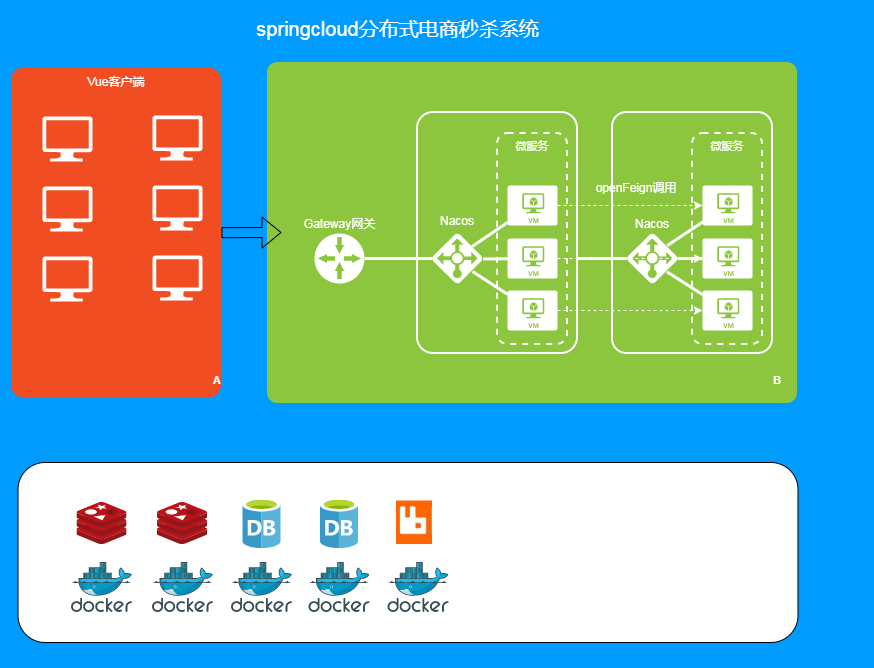 springcloud分布式电商秒杀系统
Vue客户端
A
微服务
微服务
openFeign调用
Gateway网关
Nacos
Nacos
VM
VM
VM
VM
VM
VM
B
DB
DB
docker
docker
docker
docker
docker